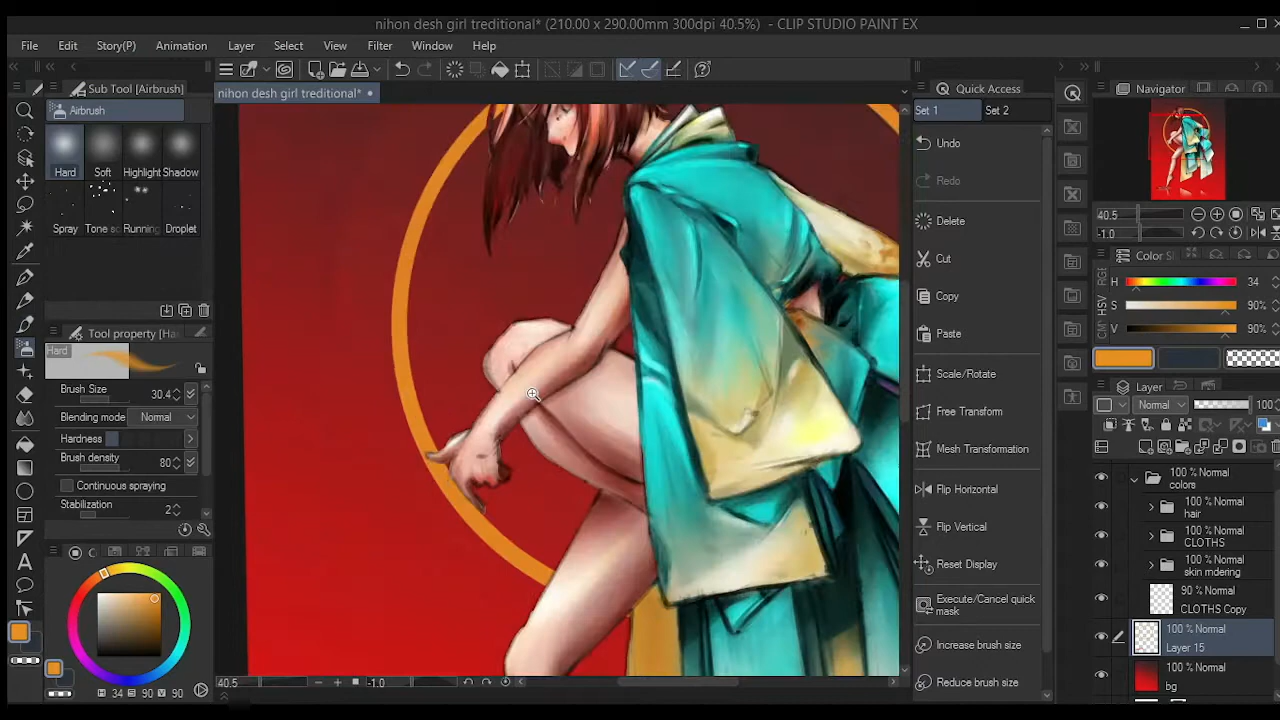 nihon desh girl treditional* (210.00 x 290.00mm 300dpi 40.5%)  - CLIP STUDIO PAINT EX
File Edit Story(P) Animation Layer Select View Filter Window Help
Sub Tool [Airbrush]
Airbrush
Hard Soft Highlight Shadow
Spray Tone sc Running Droplet
Tool property [Ha
Hard
Brush Size 30.4
Blending mode Normal
Hardness
Brush density 80
Continuous spraying
Stabilization 2
H 34 S 90 V 90
nihon desh girl treditional*
40.5 -1.0
Quick Access
Set 1 Set 2
Undo
Redo
Delete
Cut
Copy
Paste
Scale/Rotate
Free Transform
Mesh Transformation
Flip Horizontal
Flip Vertical
Reset Display
Execute/Cancel quick
mask
Increase brush size
Reduce brush size
Navigator
40.5
-1.0
Color S
RGE
HSV
CM
H 34
S 90%
V 90%
Layer
Normal 100
100 % Normal
colors
100 % Normal
hair
100 % Normal
CLOTHS
100 % Normal
skin rndering
90 % Normal
CLOTHS Copy
100 % Normal
Layer 15
100 % Normal
bg